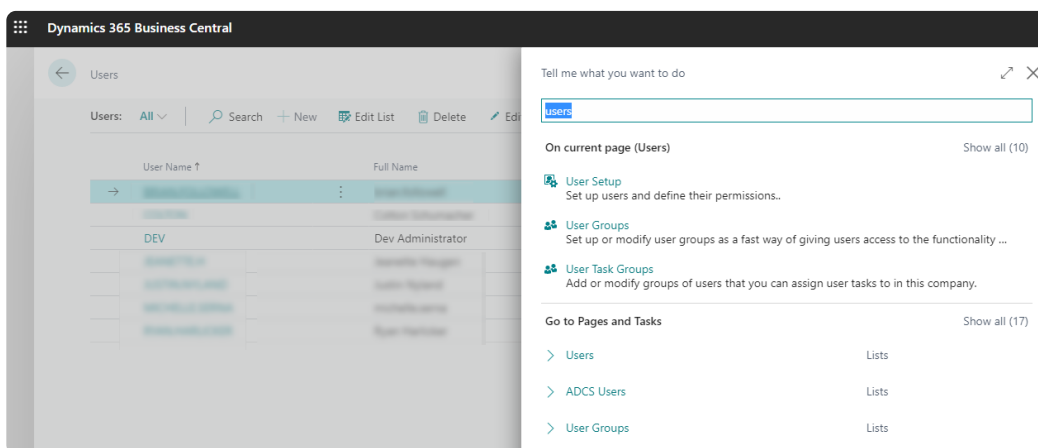 Dynamics 365 Business Central
Users
Users: All Search New Edit List Delete Edi
User Name ↑ Full Name
DEV Dev Administrator
Tell me what you want to do
users
On current page (Users) Show all (10)
User Setup
Set up users and define their permissions..
User Groups
Set up or modify user groups as a fast way of giving users access to the functionality ...
User Task Groups
Add or modify groups of users that you can assign user tasks to in this company.
Go to Pages and Tasks Show all (17)
Users Lists
ADCS Users Lists
User Groups Lists